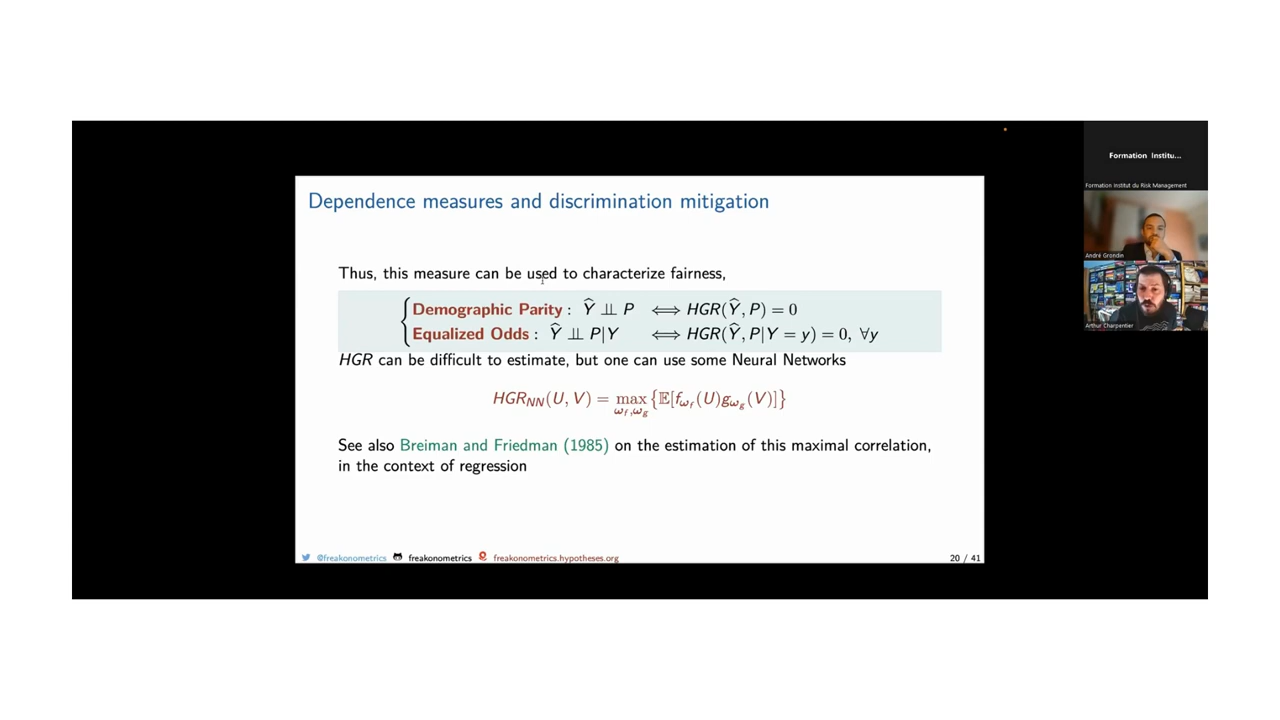 Formation Institu...
Formation Institut du Risk Management
André Grondin
Arthur Charpentier
Dependence measures and discrimination mitigation
Thus, this measure can be used to characterize fairness,
Demographic Parity : Ŷ ⫫ P ⟺ HGR(Ŷ, P) = 0
Equalized Odds : Ŷ ⫫ P|Y ⟺ HGR(Ŷ, P|Y = y) = 0, ∀y
HGR can be difficult to estimate, but one can use some Neural Networks
HGR_NN(U, V) = max_{ω_f,ω_g} {𝔼[f_{ω_f}(U)g_{ω_g}(V)]}
See also Breiman and Friedman (1985) on the estimation of this maximal correlation,
in the context of regression
@freakonometrics freakonometrics freakonometrics.hypotheses.org 20 / 41